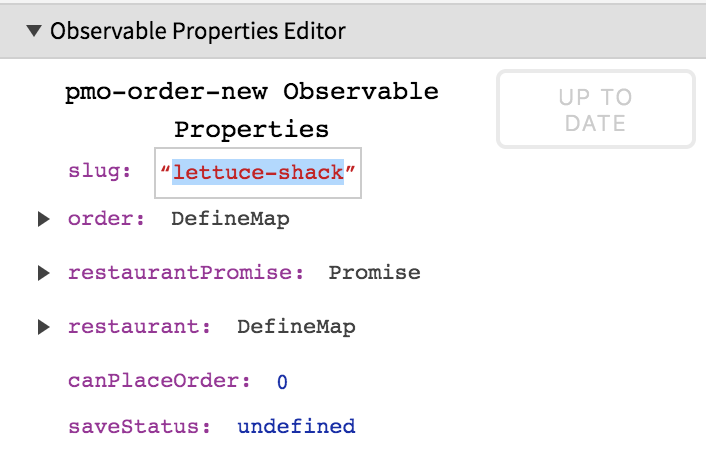 Observable Properties Editor
pmo-order-new Observable
Properties
UP TO
DATE
slug: “lettuce-shack”
order: DefineMap
restaurantPromise: Promise
restaurant: DefineMap
canPlaceOrder: 0
saveStatus: undefined